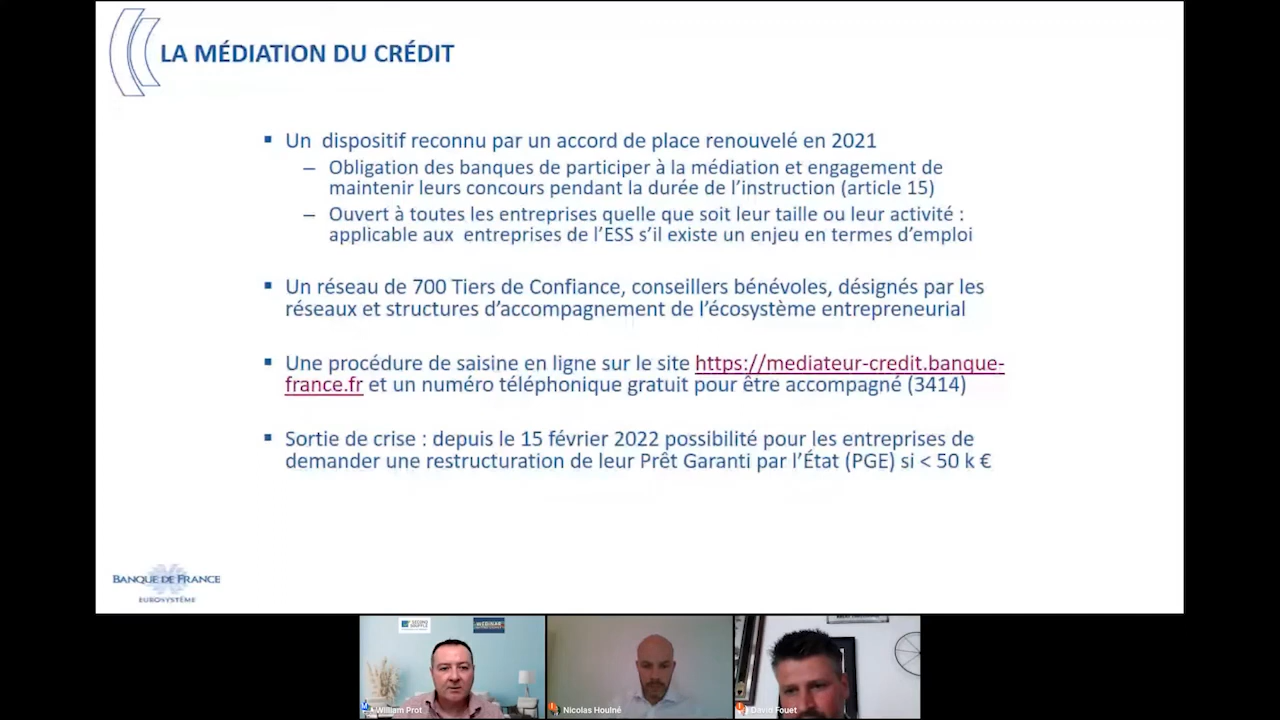 LA MÉDIATION DU CRÉDIT
Un dispositif reconnu par un accord de place renouvelé en 2021
– Obligation des banques de participer à la médiation et engagement de
maintenir leurs concours pendant la durée de l’instruction (article 15)
– Ouvert à toutes les entreprises quelle que soit leur taille ou leur activité :
applicable aux entreprises de l’ESS s’il existe un enjeu en termes d’emploi
Un réseau de 700 Tiers de Confiance, conseillers bénévoles, désignés par les
réseaux et structures d’accompagnement de l’écosystème entrepreneurial
Une procédure de saisine en ligne sur le site https://mediateur-credit.banque-
france.fr et un numéro téléphonique gratuit pour être accompagné (3414)
Sortie de crise : depuis le 15 février 2022 possibilité pour les entreprises de
demander une restructuration de leur Prêt Garanti par l’État (PGE) si < 50 k €
BANQUE DE FRANCE
EUROSYSTÈME
SECOND
SOUFFLE
WEBINAR
William Prot
Nicolas Houlné
David Fouet